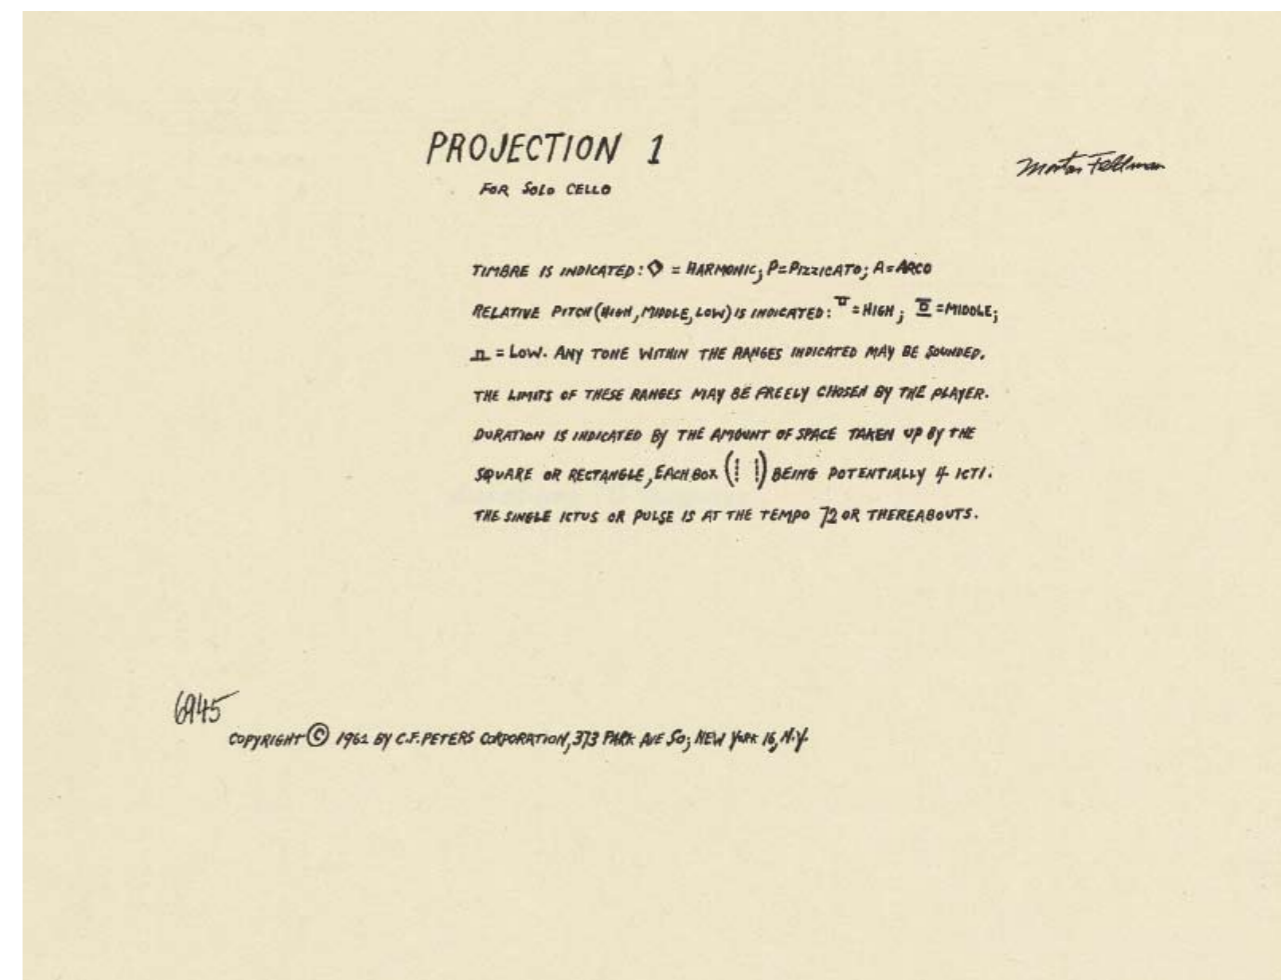 PROJECTION 1
Morton Feldman
FOR SOLO CELLO
TIMBRE IS INDICATED: ◇ = HARMONIC; P=PIZZICATO; A=ARCO
RELATIVE PITCH (HIGH, MIDDLE, LOW) IS INDICATED: = HIGH; = MIDDLE;
= LOW. ANY TONE WITHIN THE RANGES INDICATED MAY BE SOUNDED.
THE LIMITS OF THESE RANGES MAY BE FREELY CHOSEN BY THE PLAYER.
DURATION IS INDICATED BY THE AMOUNT OF SPACE TAKEN UP BY THE
SQUARE OR RECTANGLE, EACH BOX (¦ ¦) BEING POTENTIALLY 4 ICTI.
THE SINGLE ICTUS OR PULSE IS AT THE TEMPO 72 OR THEREABOUTS.
6945
COPYRIGHT © 1961 BY C.F. PETERS CORPORATION, 373 PARK AVE SO; NEW YORK 16, N.Y.